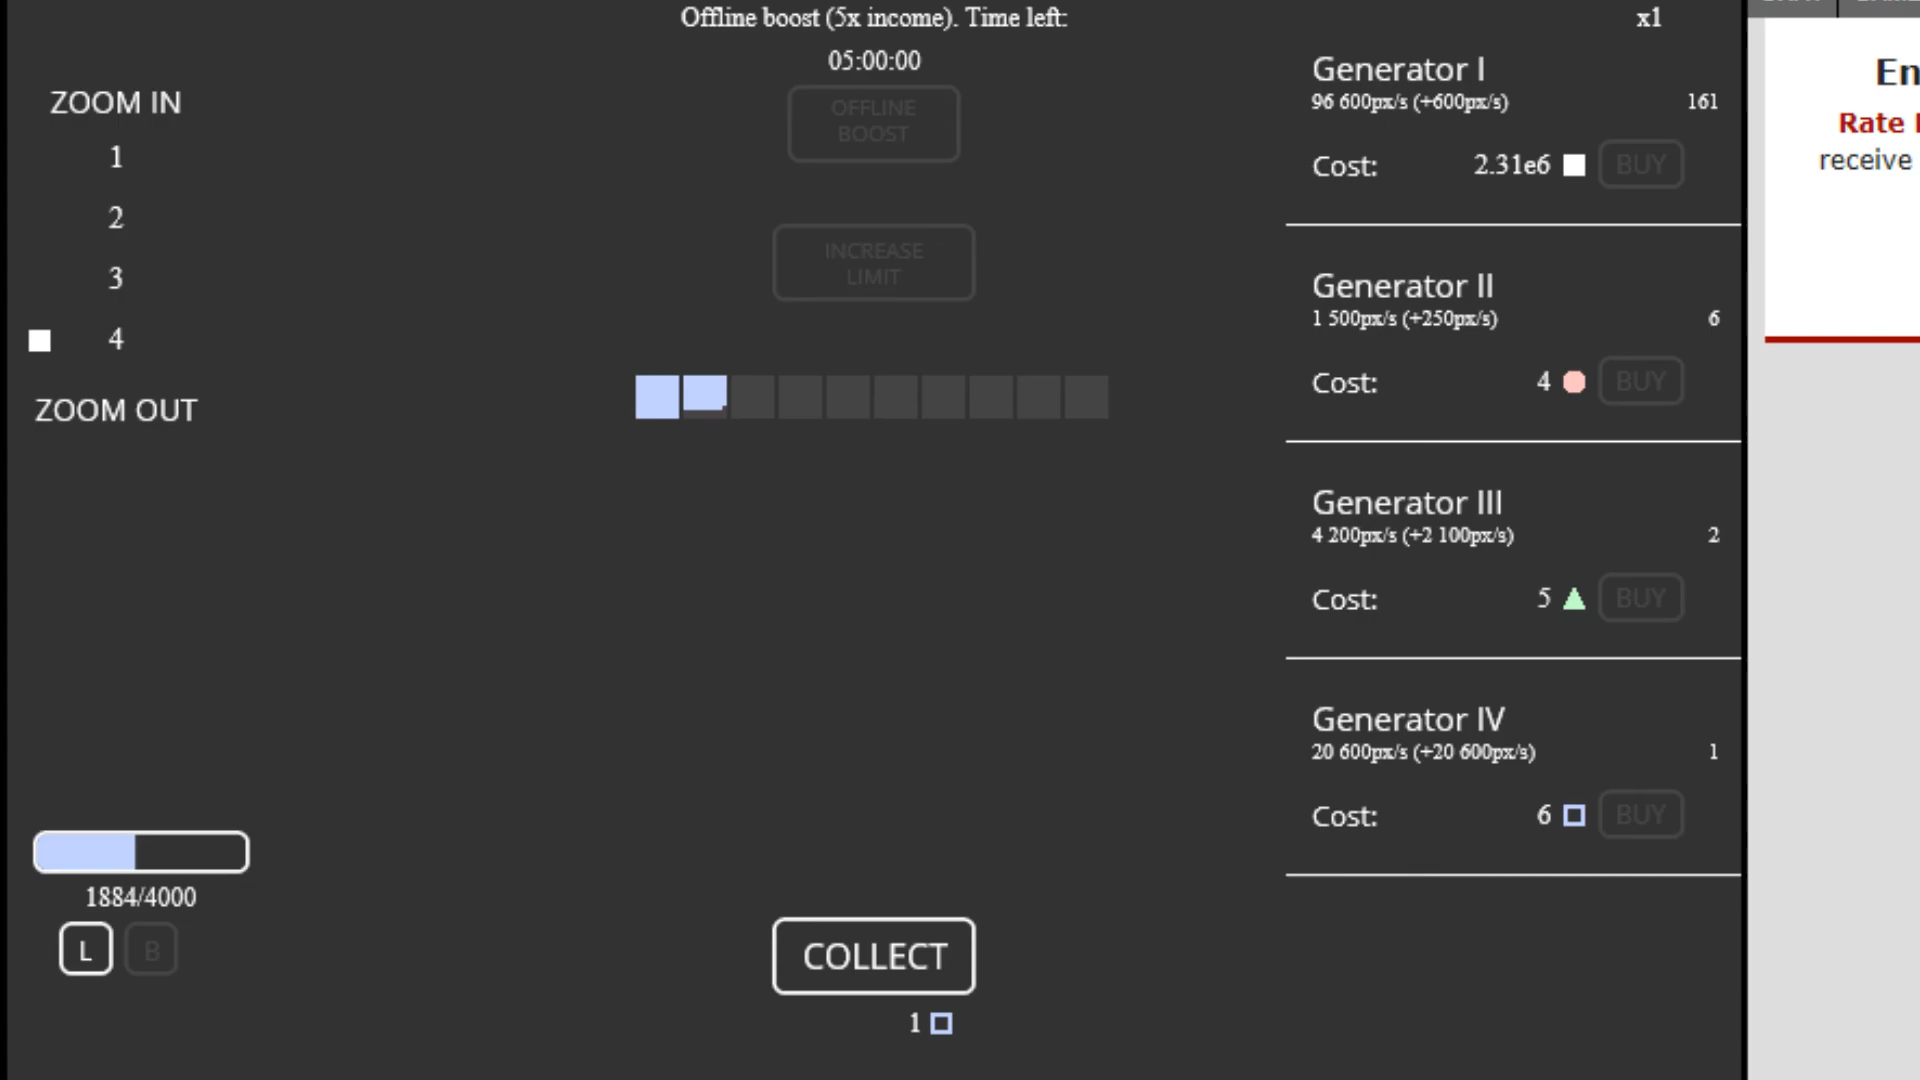 Offline boost (5x income). Time left:
05:00:00
OFFLINE
BOOST
INCREASE
LIMIT
ZOOM IN
1
2
3
4
ZOOM OUT
1884/4000
L
B
COLLECT
1
x1
Generator I
96 600px/s (+600px/s)
161
Cost:
2.31e6
BUY
Generator II
1 500px/s (+250px/s)
6
Cost:
4
BUY
Generator III
4 200px/s (+2 100px/s)
2
Cost:
5
BUY
Generator IV
20 600px/s (+20 600px/s)
1
Cost:
6
BUY
En
Rate
receive